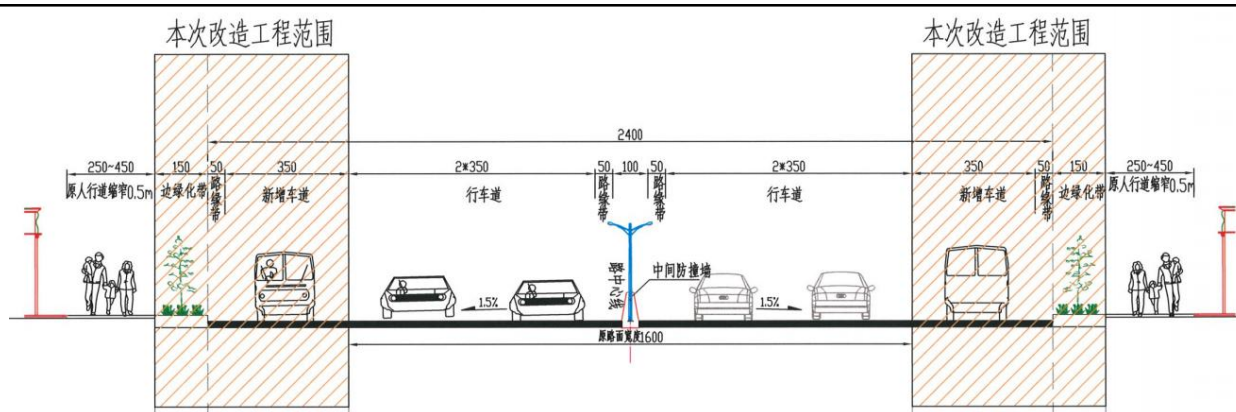 本次改造工程范围
本次改造工程范围
2400
250~450
150
50
350
2*350
50
100
50
2*350
350
50
150
250~450
原人行道缩窄0.5m
边绿化带
路缘带
新增车道
行车道
路缘带
路缘带
行车道
新增车道
路缘带
边绿化带
原人行道缩窄0.5m
路中心线
中间防撞墙
1.5%
1.5%
原路面宽度1600